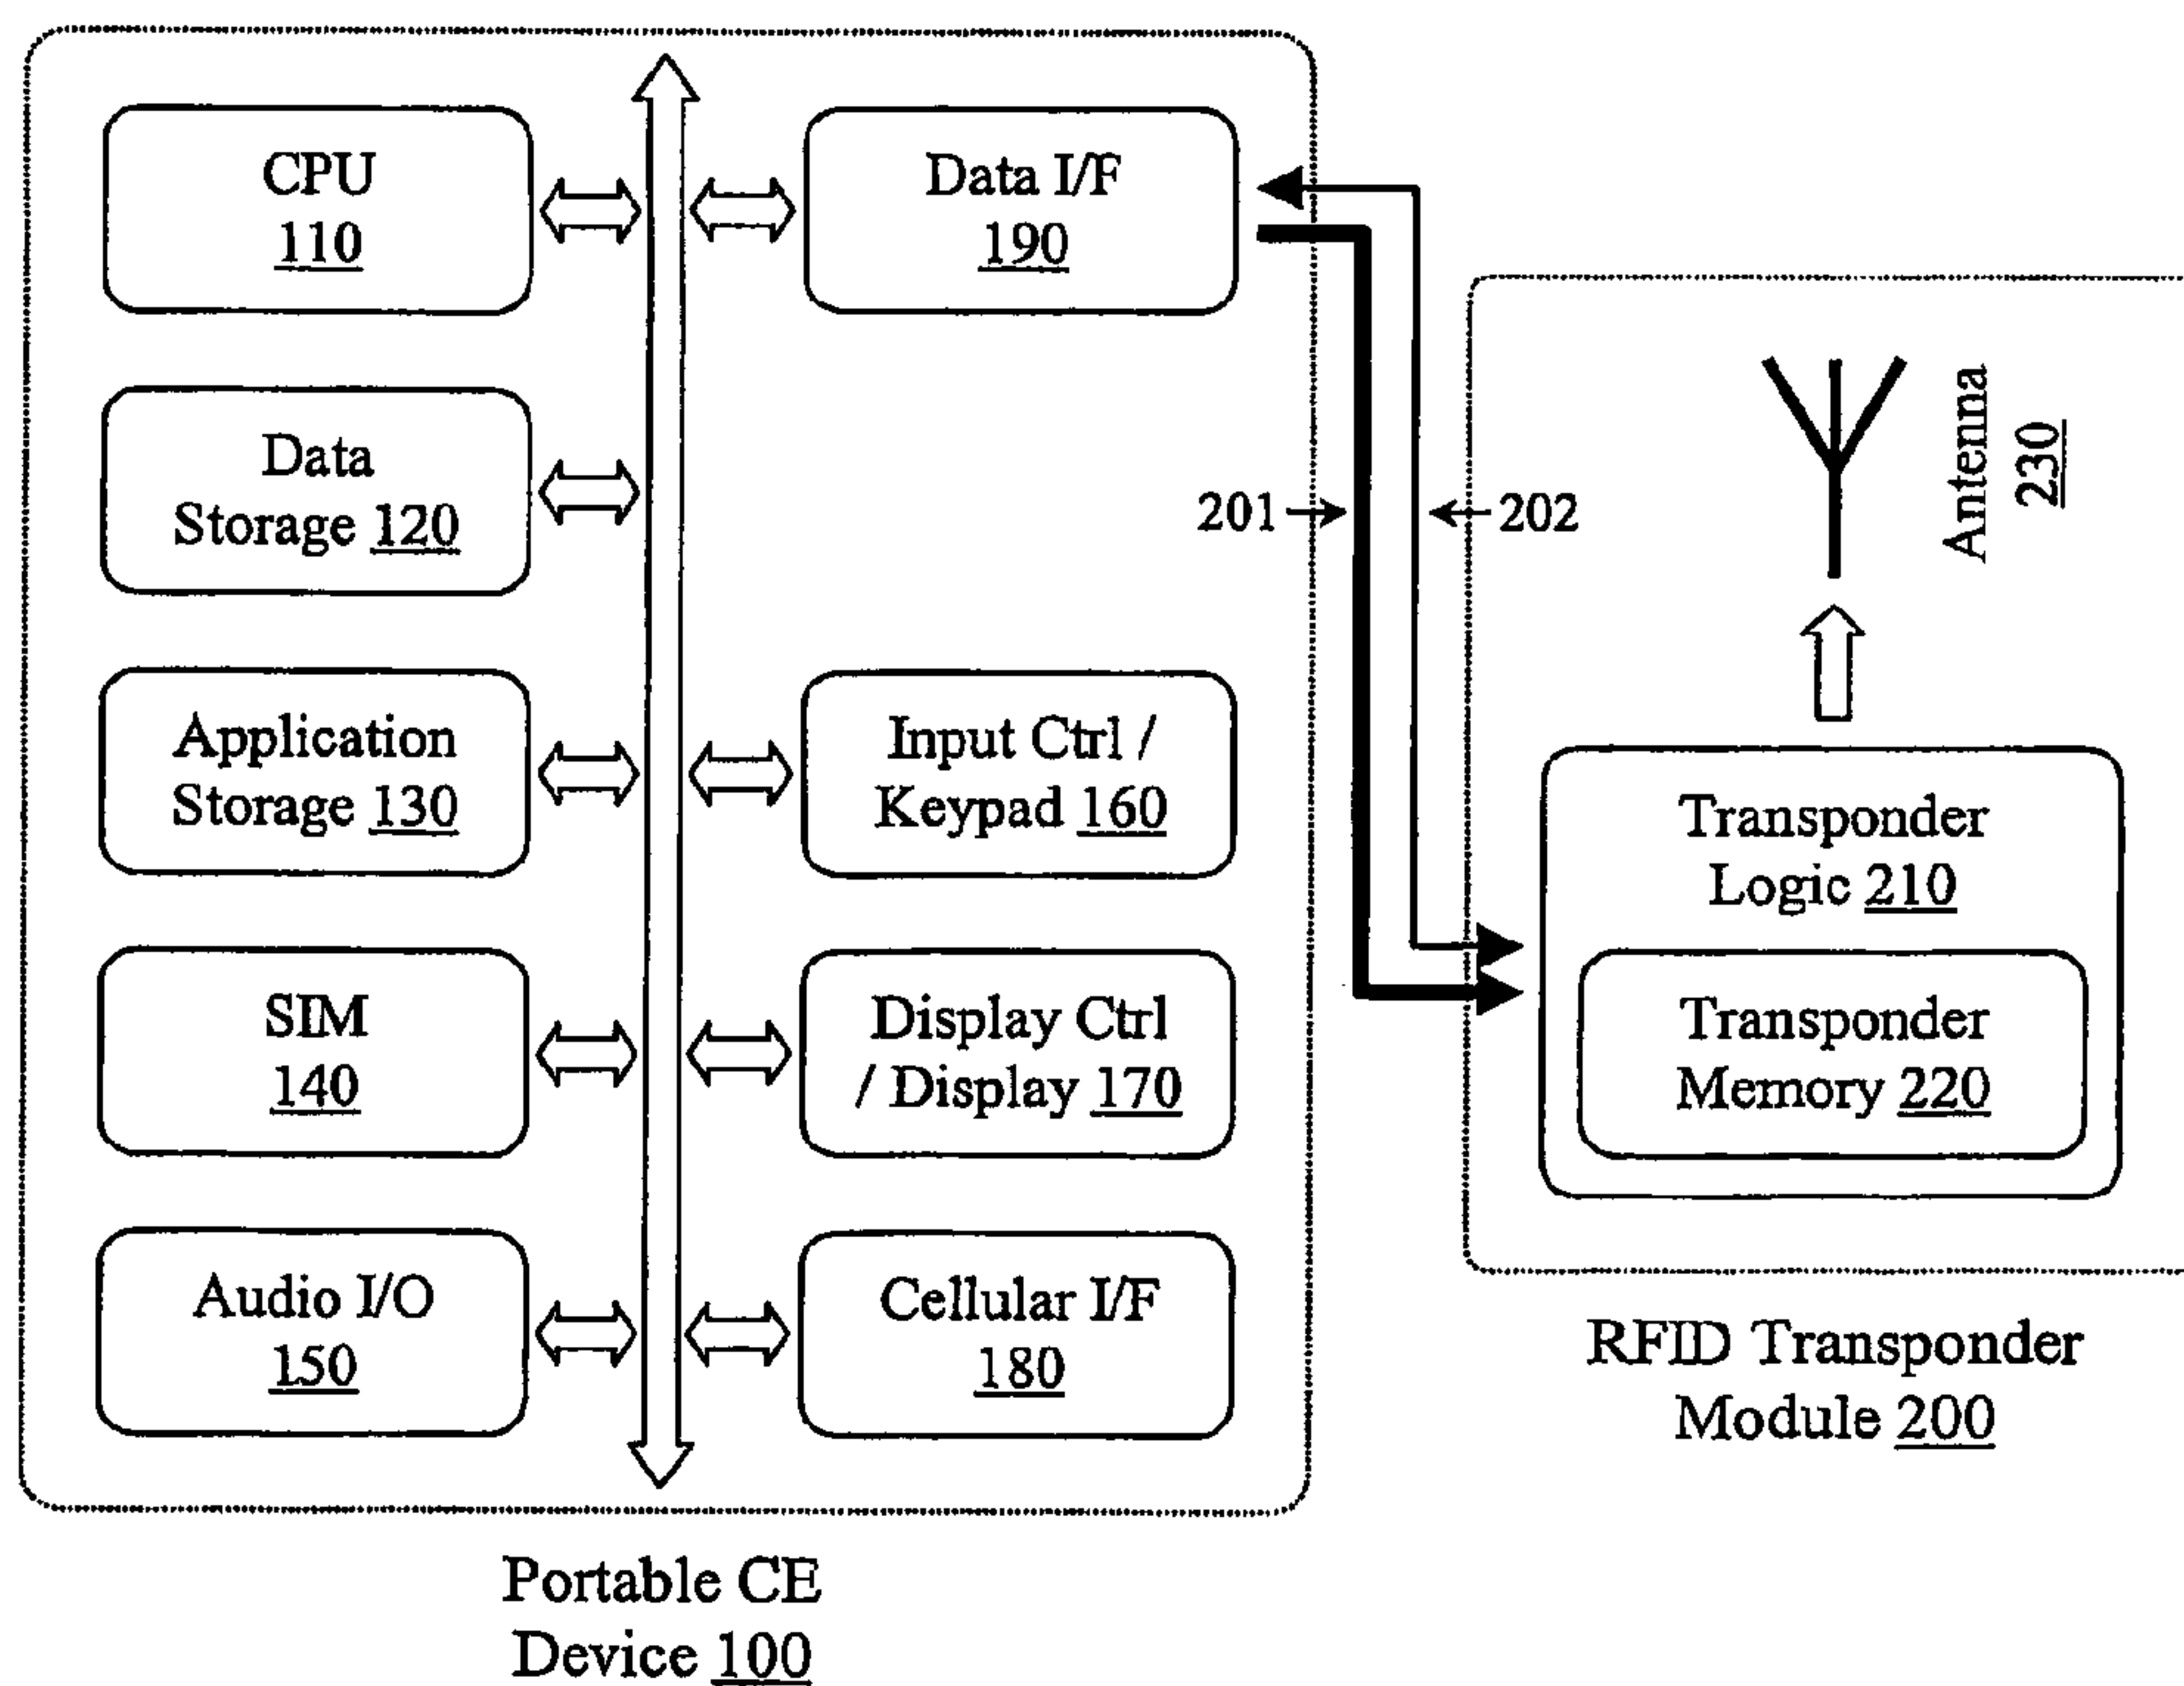 CPU
110
Data I/F
190
Data
Storage 120
201
202
Antenna
230
Application
Storage 130
Input Ctrl /
Keypad 160
Transponder
Logic 210
SIM
140
Display Ctrl
/ Display 170
Transponder
Memory 220
Audio I/O
150
Cellular I/F
180
RFID Transponder
Module 200
Portable CE
Device 100